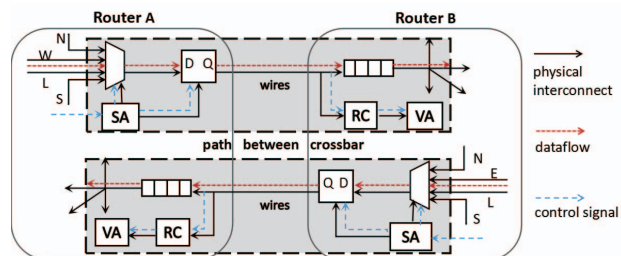 Router A
Router B
N
W
L
S
D Q
SA
wires
RC
VA
physical
interconnect
dataflow
control signal
path between crossbar
VA
RC
wires
Q D
SA
N
E
L
S